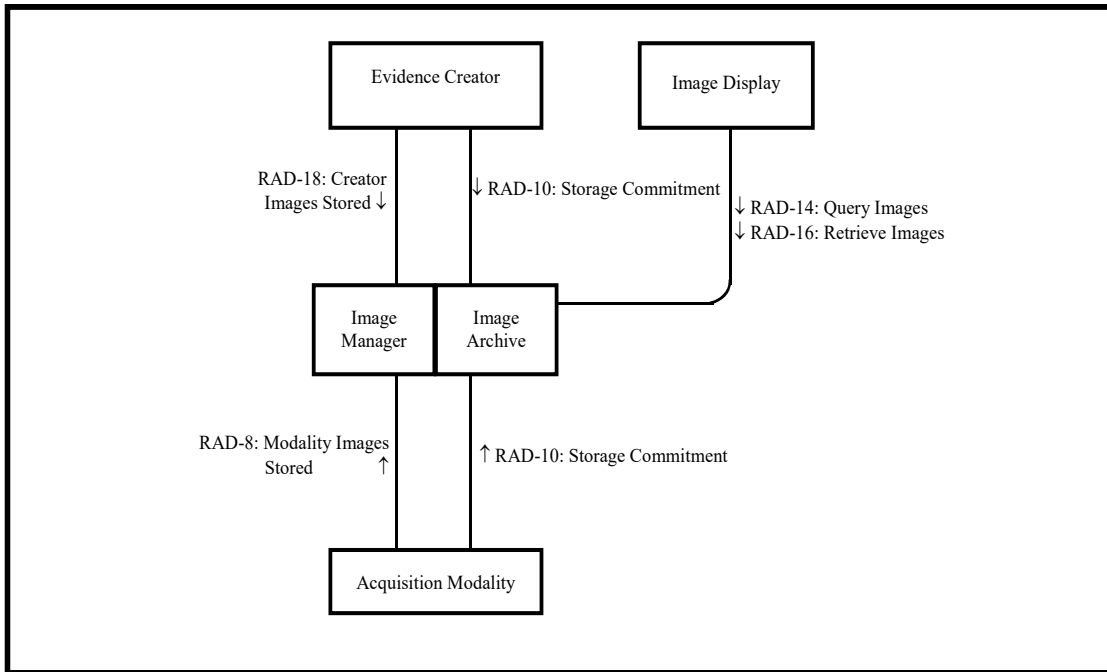 Evidence Creator
Image Display
RAD-18: Creator
Images Stored ↓
↓ RAD-10: Storage Commitment
↓ RAD-14: Query Images
↓ RAD-16: Retrieve Images
Image
Manager
Image
Archive
RAD-8: Modality Images
Stored ↑
↑ RAD-10: Storage Commitment
Acquisition Modality